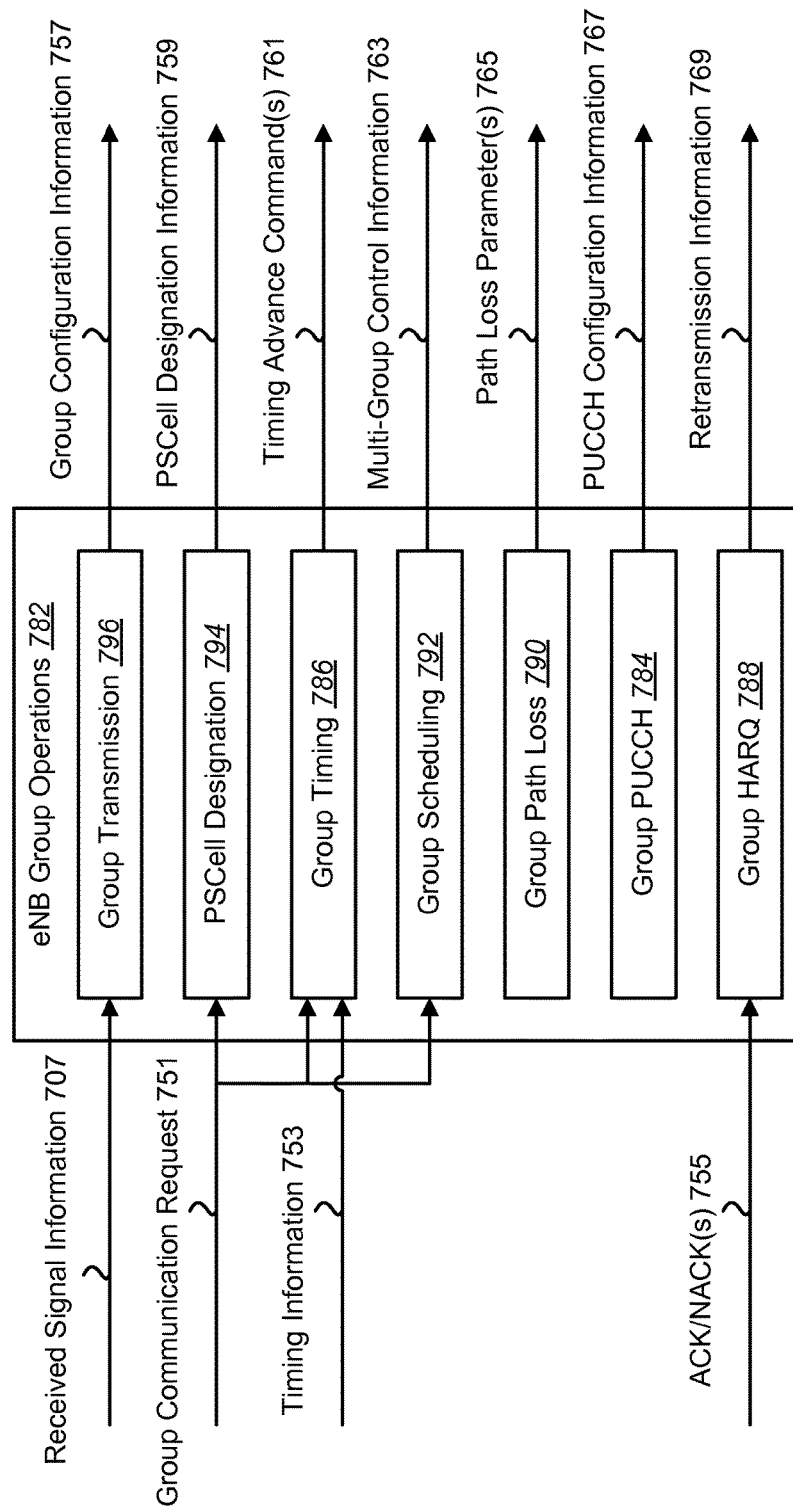 Received Signal Information 707
Group Communication Request 751
Timing Information 753
ACK/NACK(s) 755
eNB Group Operations 782
Group Transmission 796
PSCell Designation 794
Group Timing 786
Group Scheduling 792
Group Path Loss 790
Group PUCCH 784
Group HARQ 788
Group Configuration Information 757
PSCell Designation Information 759
Timing Advance Command(s) 761
Multi-Group Control Information 763
Path Loss Parameter(s) 765
PUCCH Configuration Information 767
Retransmission Information 769